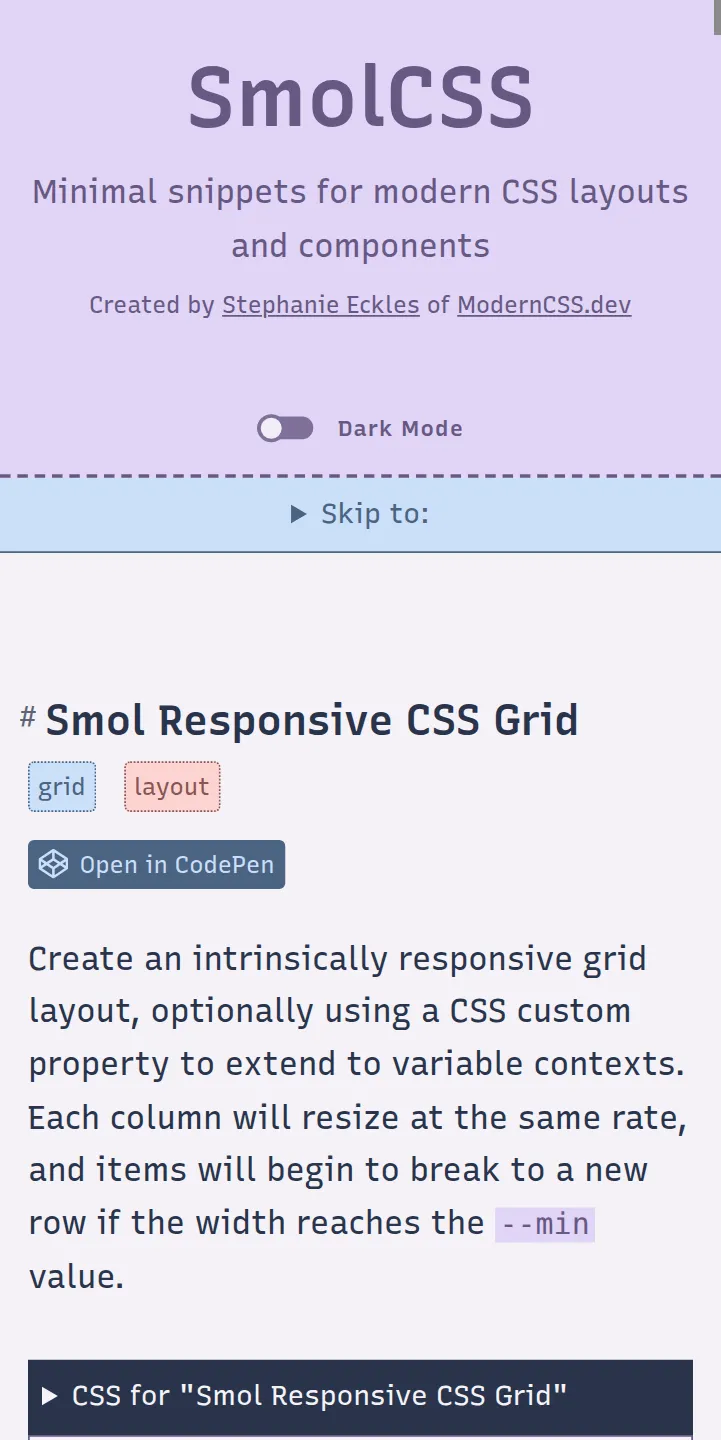 SmolCSS
Minimal snippets for modern CSS layouts
and components
Created by Stephanie Eckles of ModernCSS.dev
Dark Mode
Skip to:
# Smol Responsive CSS Grid
grid layout
Open in CodePen
Create an intrinsically responsive grid
layout, optionally using a CSS custom
property to extend to variable contexts.
Each column will resize at the same rate,
and items will begin to break to a new
row if the width reaches the --min
value.
CSS for "Smol Responsive CSS Grid"